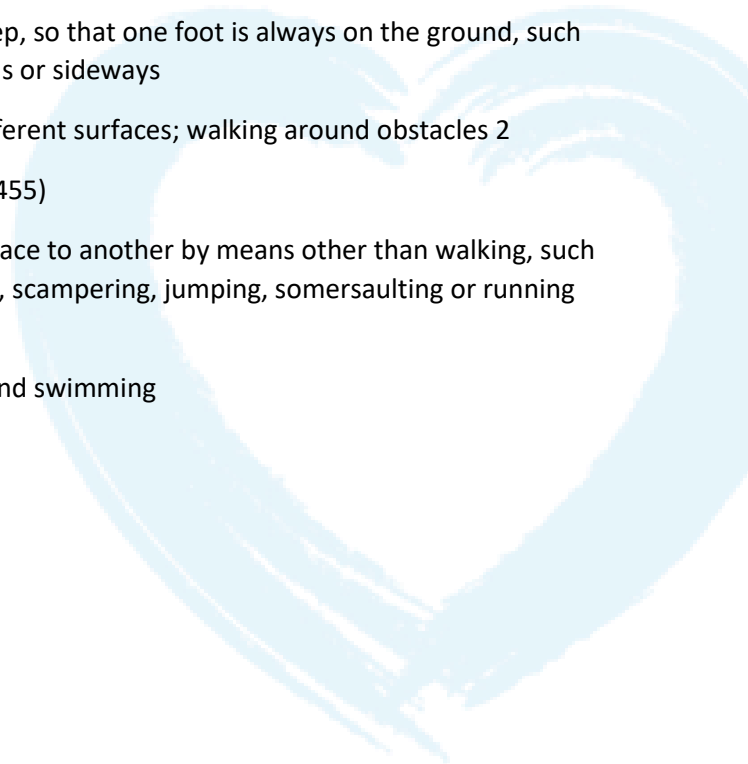 ep, so that one foot is always on the ground, such
s or sideways
ferent surfaces; walking around obstacles 2
455)
ace to another by means other than walking, such
, scampering, jumping, somersaulting or running
nd swimming